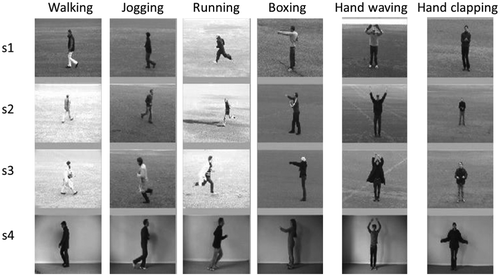 Walking Jogging Running Boxing Hand waving Hand clapping
s1
s2
s3
s4